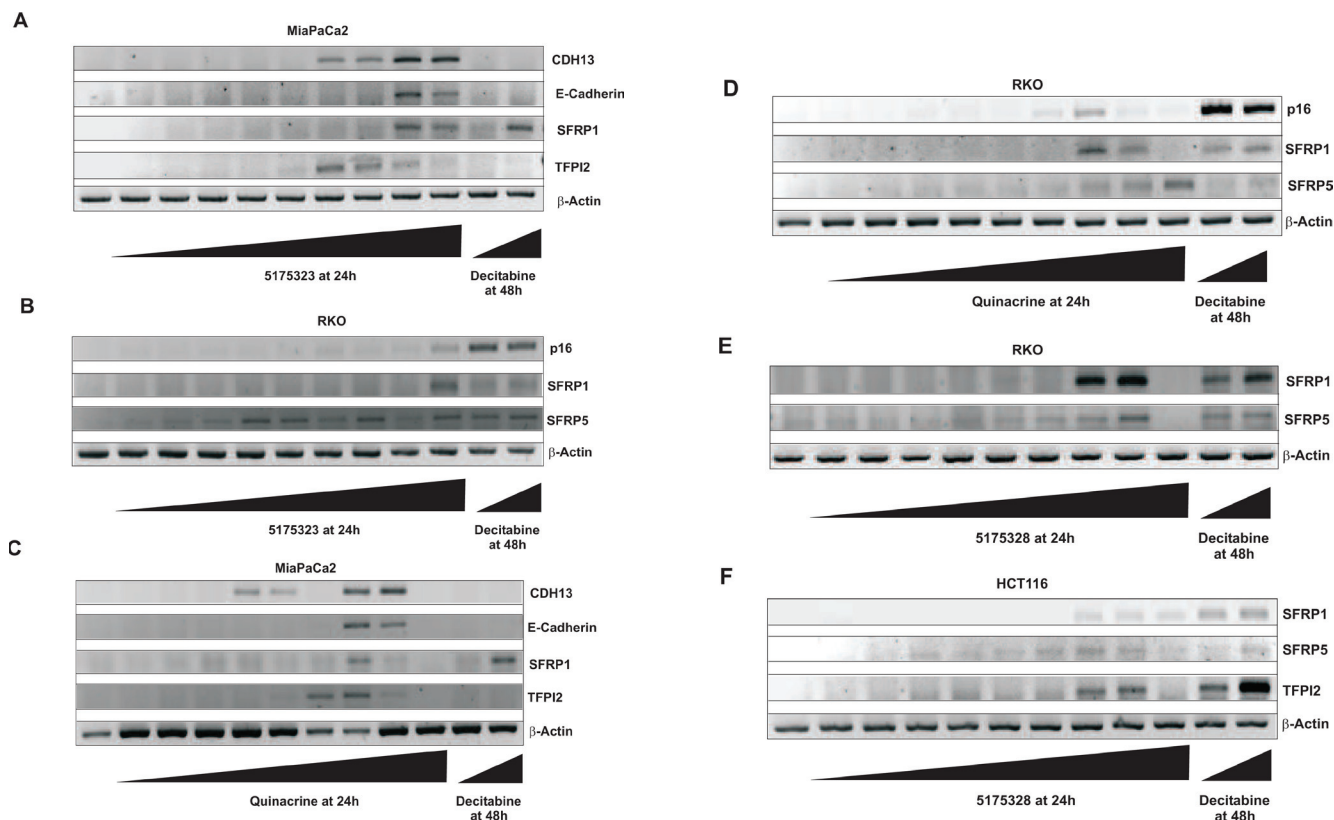 A
MiaPaCa2
CDH13
E-Cadherin
SFRP1
TFPI2
β-Actin
5175323 at 24h
Decitabine
at 48h
B
RKO
p16
SFRP1
SFRP5
β-Actin
5175323 at 24h
Decitabine
at 48h
C
MiaPaCa2
CDH13
E-Cadherin
SFRP1
TFPI2
β-Actin
Quinacrine at 24h
Decitabine
at 48h
D
RKO
p16
SFRP1
SFRP5
β-Actin
Quinacrine at 24h
Decitabine
at 48h
E
RKO
SFRP1
SFRP5
β-Actin
5175328 at 24h
Decitabine
at 48h
F
HCT116
SFRP1
SFRP5
TFPI2
β-Actin
5175328 at 24h
Decitabine
at 48h